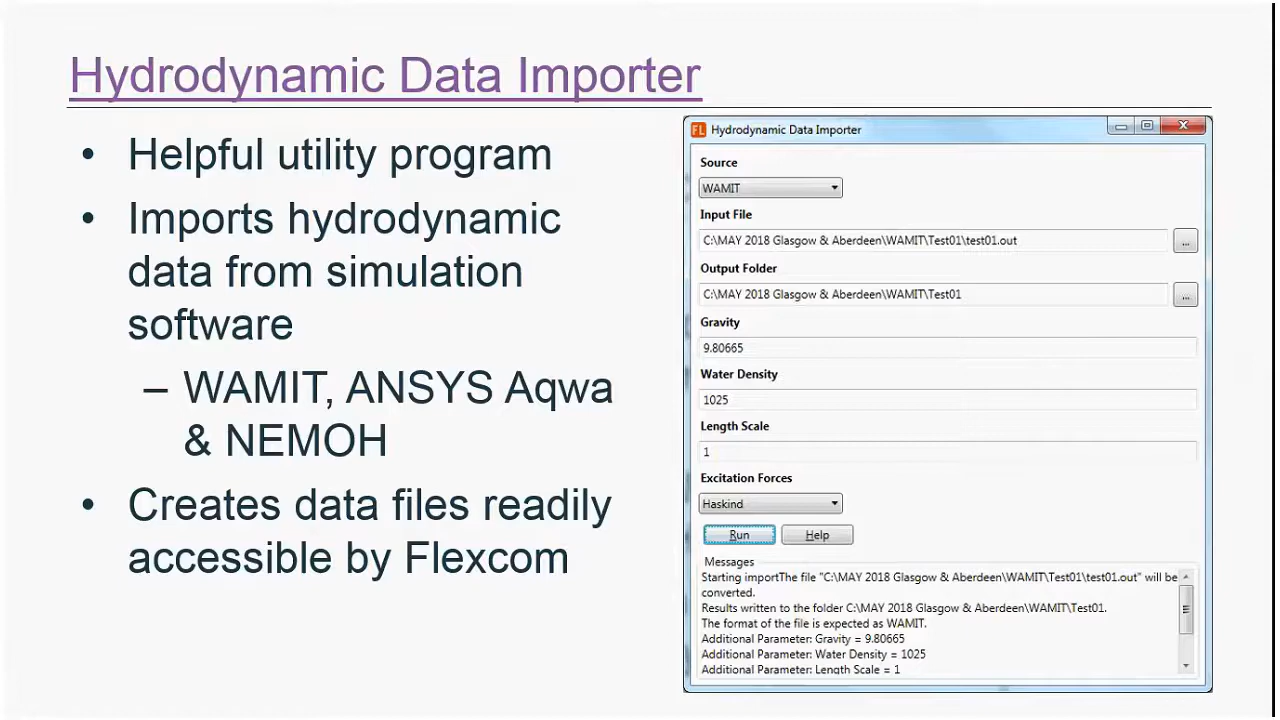 Hydrodynamic Data Importer
• Helpful utility program
• Imports hydrodynamic
data from simulation
software
– WAMIT, ANSYS Aqwa
& NEMOH
• Creates data files readily
accessible by Flexcom
FL Hydrodynamic Data Importer
Source
WAMIT
Input File
C:\MAY 2018 Glasgow & Aberdeen\WAMIT\Test01\test01.out
...
Output Folder
C:\MAY 2018 Glasgow & Aberdeen\WAMIT\Test01
...
Gravity
9.80665
Water Density
1025
Length Scale
1
Excitation Forces
Haskind
Run Help
Messages
Starting importThe file "C:\MAY 2018 Glasgow & Aberdeen\WAMIT\Test01\test01.out" will be
converted.
Results written to the folder C:\MAY 2018 Glasgow & Aberdeen\WAMIT\Test01.
The format of the file is expected as WAMIT.
Additional Parameter: Gravity = 9.80665
Additional Parameter: Water Density = 1025
Additional Parameter: Length Scale = 1